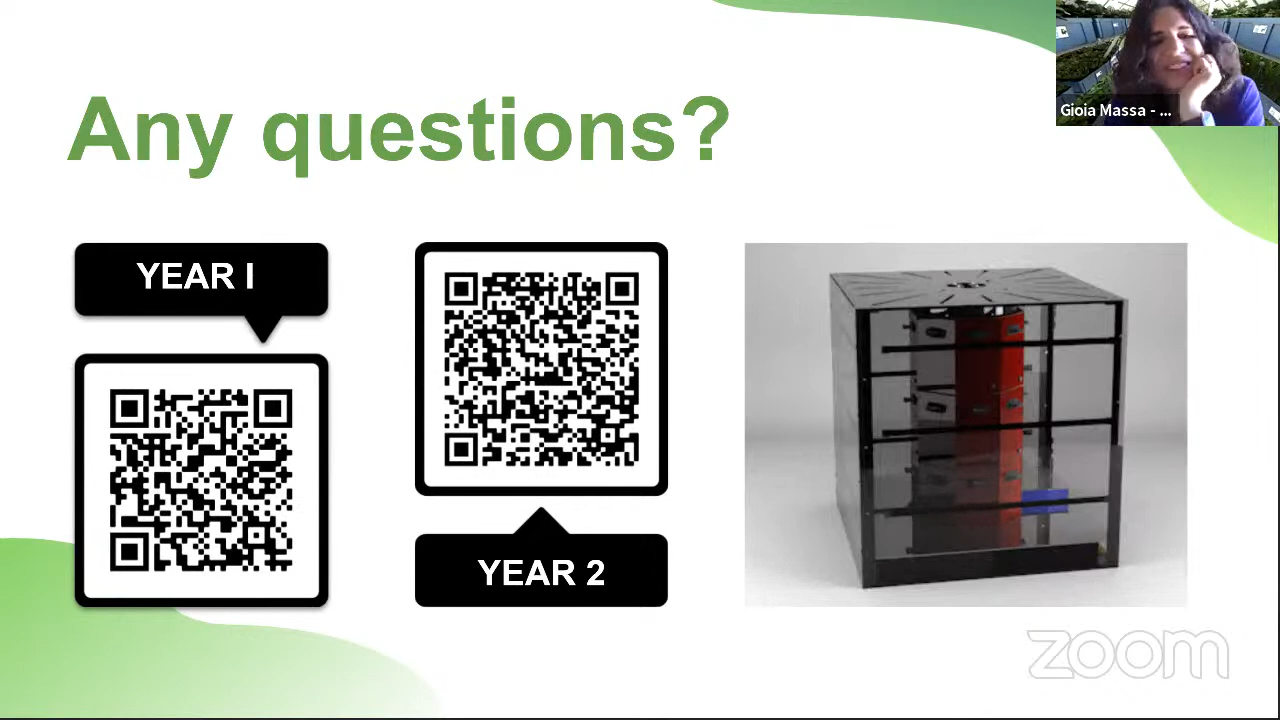 Gioia Massa - ...
Any questions?
YEAR I
YEAR 2
zoom